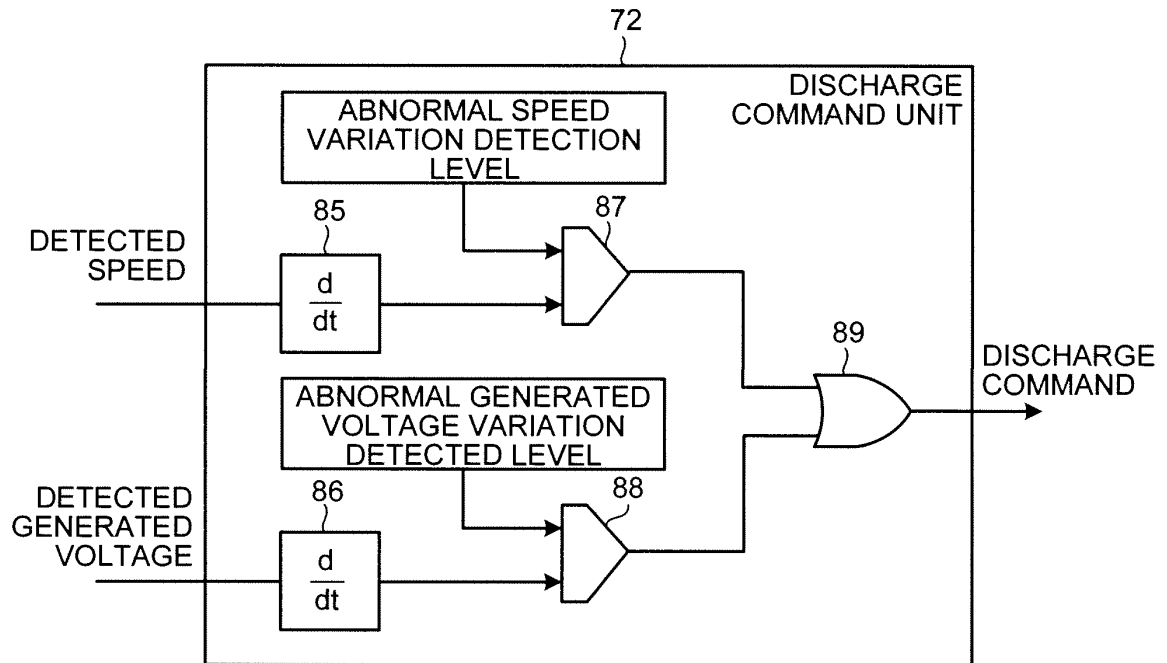 72
DISCHARGE
COMMAND UNIT
ABNORMAL SPEED
VARIATION DETECTION
LEVEL
85
87
DETECTED
SPEED
d
dt
89
DISCHARGE
COMMAND
ABNORMAL GENERATED
VOLTAGE VARIATION
DETECTED LEVEL
86
88
DETECTED
GENERATED
VOLTAGE
d
dt